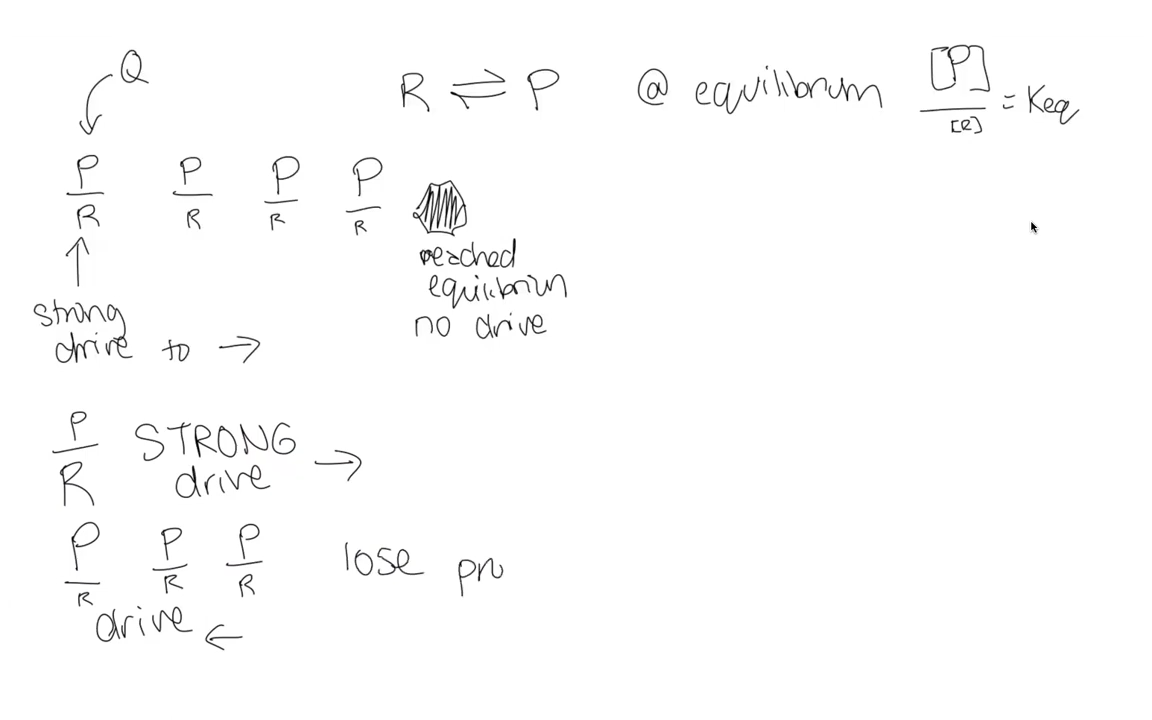 Q
R ⇌ P
@ equilibrium [P]/[R] = Keq
P/R P/R P/R P/R
reached
equilibrium
no drive
strong
drive to →
P/R STRONG
drive →
P/R P/R P/R lose pro
drive ←